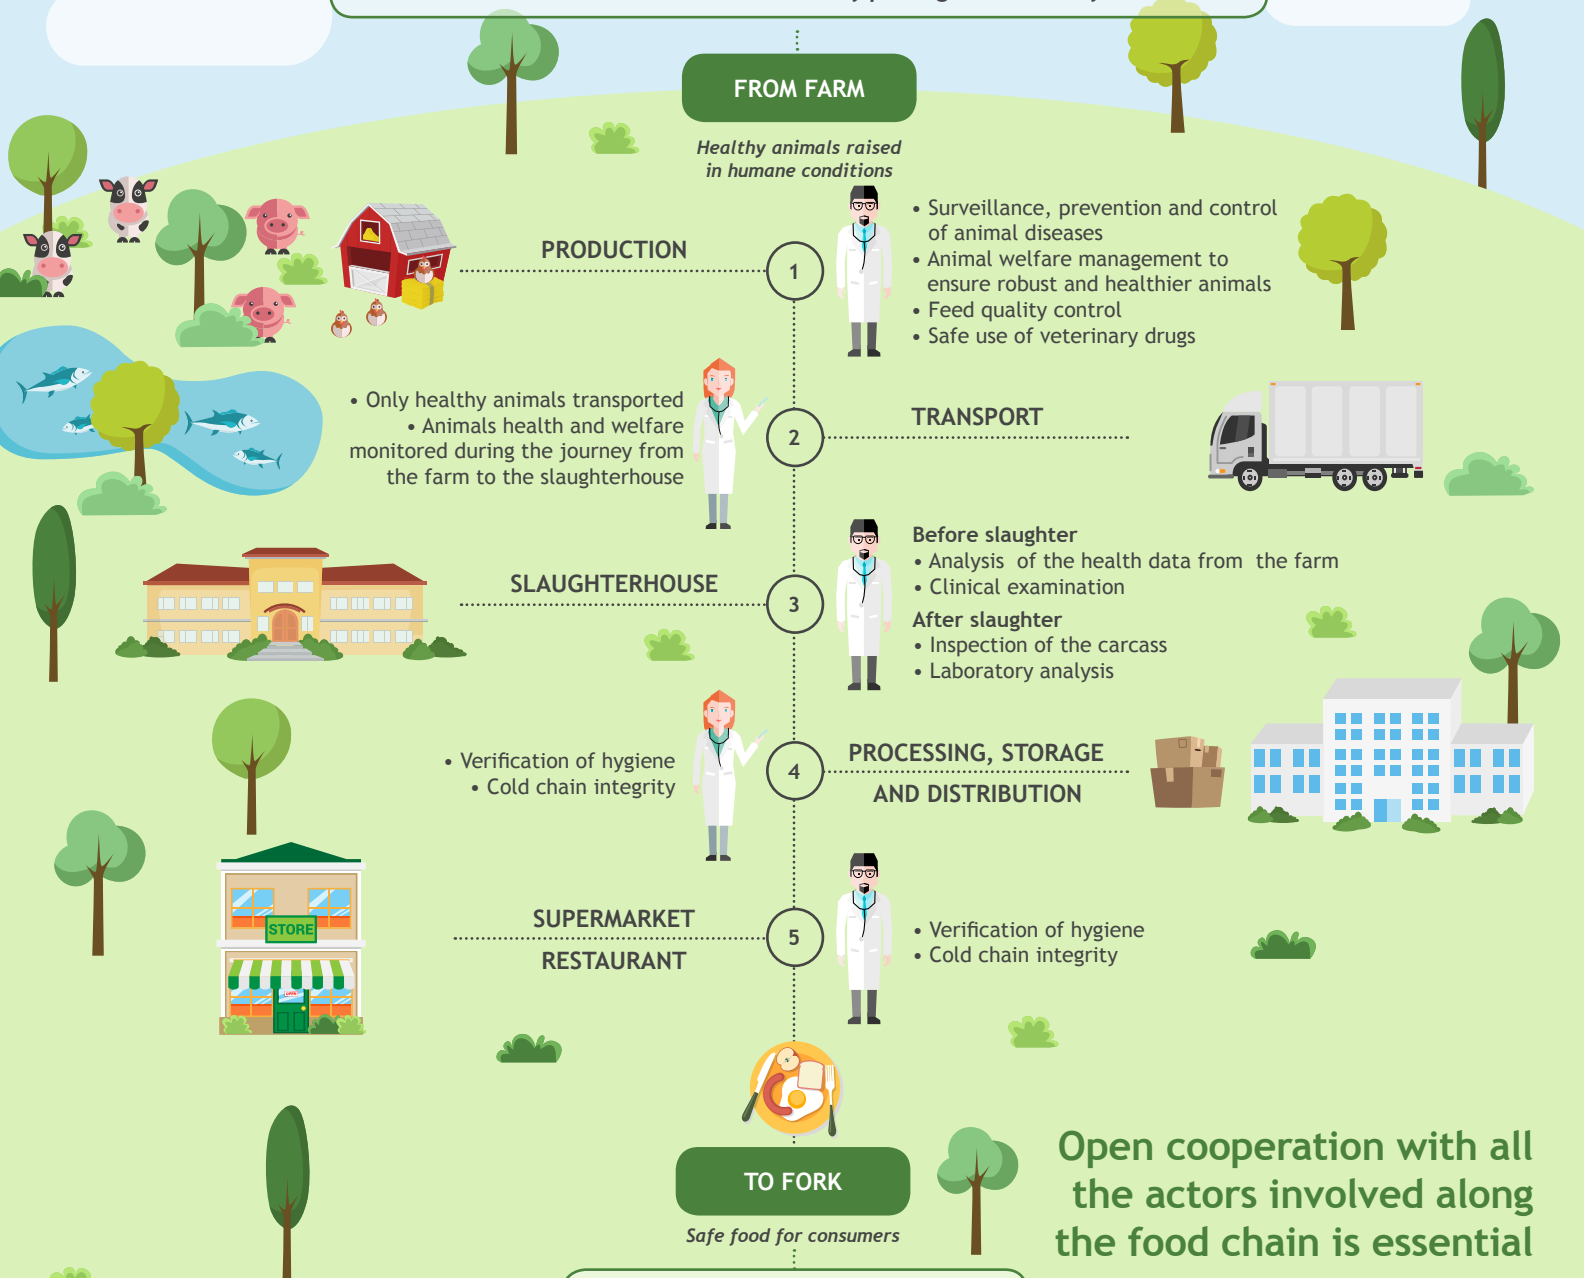 FROM FARM
Healthy animals raised
in humane conditions
PRODUCTION
1
• Surveillance, prevention and control
of animal diseases
• Animal welfare management to
ensure robust and healthier animals
• Feed quality control
• Safe use of veterinary drugs
• Only healthy animals transported
• Animals health and welfare
monitored during the journey from
the farm to the slaughterhouse
2
TRANSPORT
SLAUGHTERHOUSE
3
Before slaughter
• Analysis of the health data from the farm
• Clinical examination
After slaughter
• Inspection of the carcass
• Laboratory analysis
• Verification of hygiene
• Cold chain integrity
4
PROCESSING, STORAGE
AND DISTRIBUTION
STORE
OPEN
SUPERMARKET
RESTAURANT
5
• Verification of hygiene
• Cold chain integrity
TO FORK
Safe food for consumers
Open cooperation with all
the actors involved along
the food chain is essential